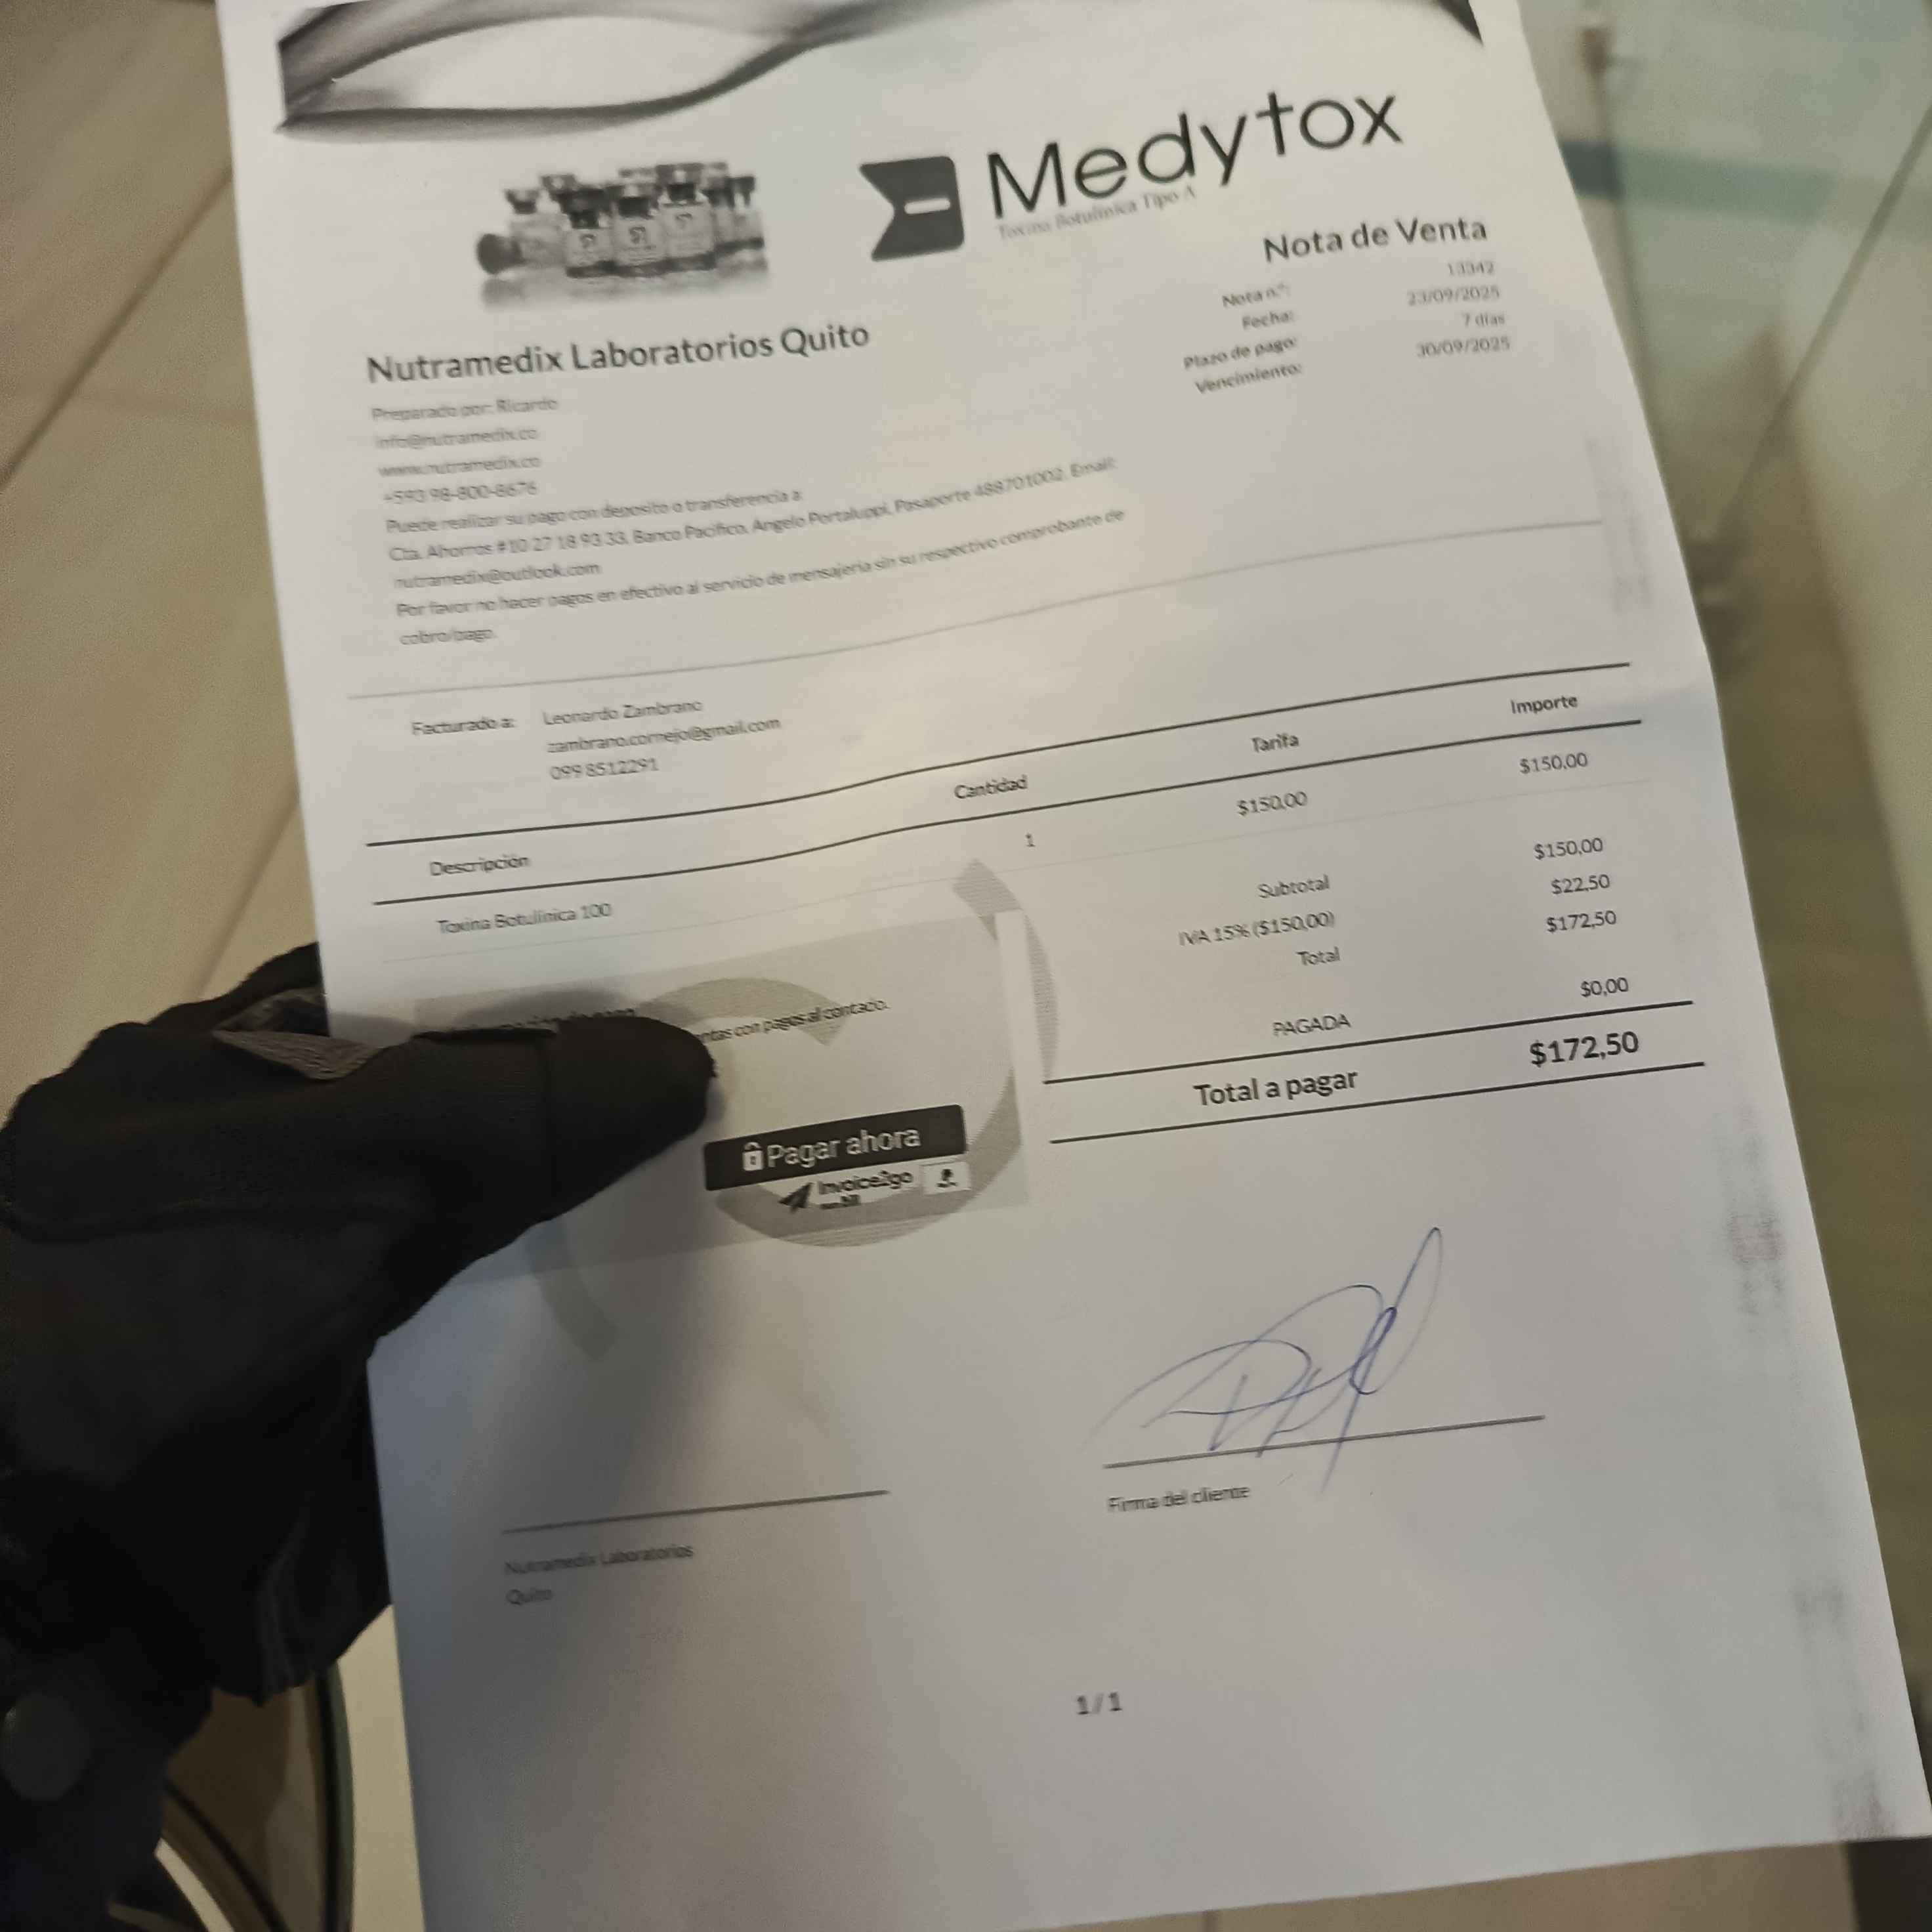 Medytox
Toxina Botulínica Tipo A
Nota de Venta
Nota n.º: 13342
Fecha: 23/09/2025
Plazo de pago: 7 días
Vencimiento: 30/09/2025
Nutramedix Laboratorios Quito
Preparado por: Ricardo
info@nutramedix.co
www.nutramedix.co
+593 98-800-8676
Puede realizar su pago con deposito o transferencia a:
Cta. Ahorros #10 27 18 93 33, Banco Pacífico, Angelo Portaluppi, Pasaporte 488701002, Email:
nutramedix@outlook.com
Por favor no hacer pagos en efectivo al servicio de mensajería sin su respectivo comprobante de
cobro/pago.
Facturado a: Leonardo Zambrano
zambrano.cornejo@gmail.com
099 8512291
Descripción Cantidad Tarifa Importe
Toxina Botulínica 100 1 $150,00 $150,00
Subtotal $150,00
IVA 15% ($150,00) $22,50
Total $172,50
PAGADA $0,00
Total a pagar $172,50
con pagos al contado.
Pagar ahora
Invoice2go
Firma del cliente
Nutramedix Laboratorios
Quito
1/1